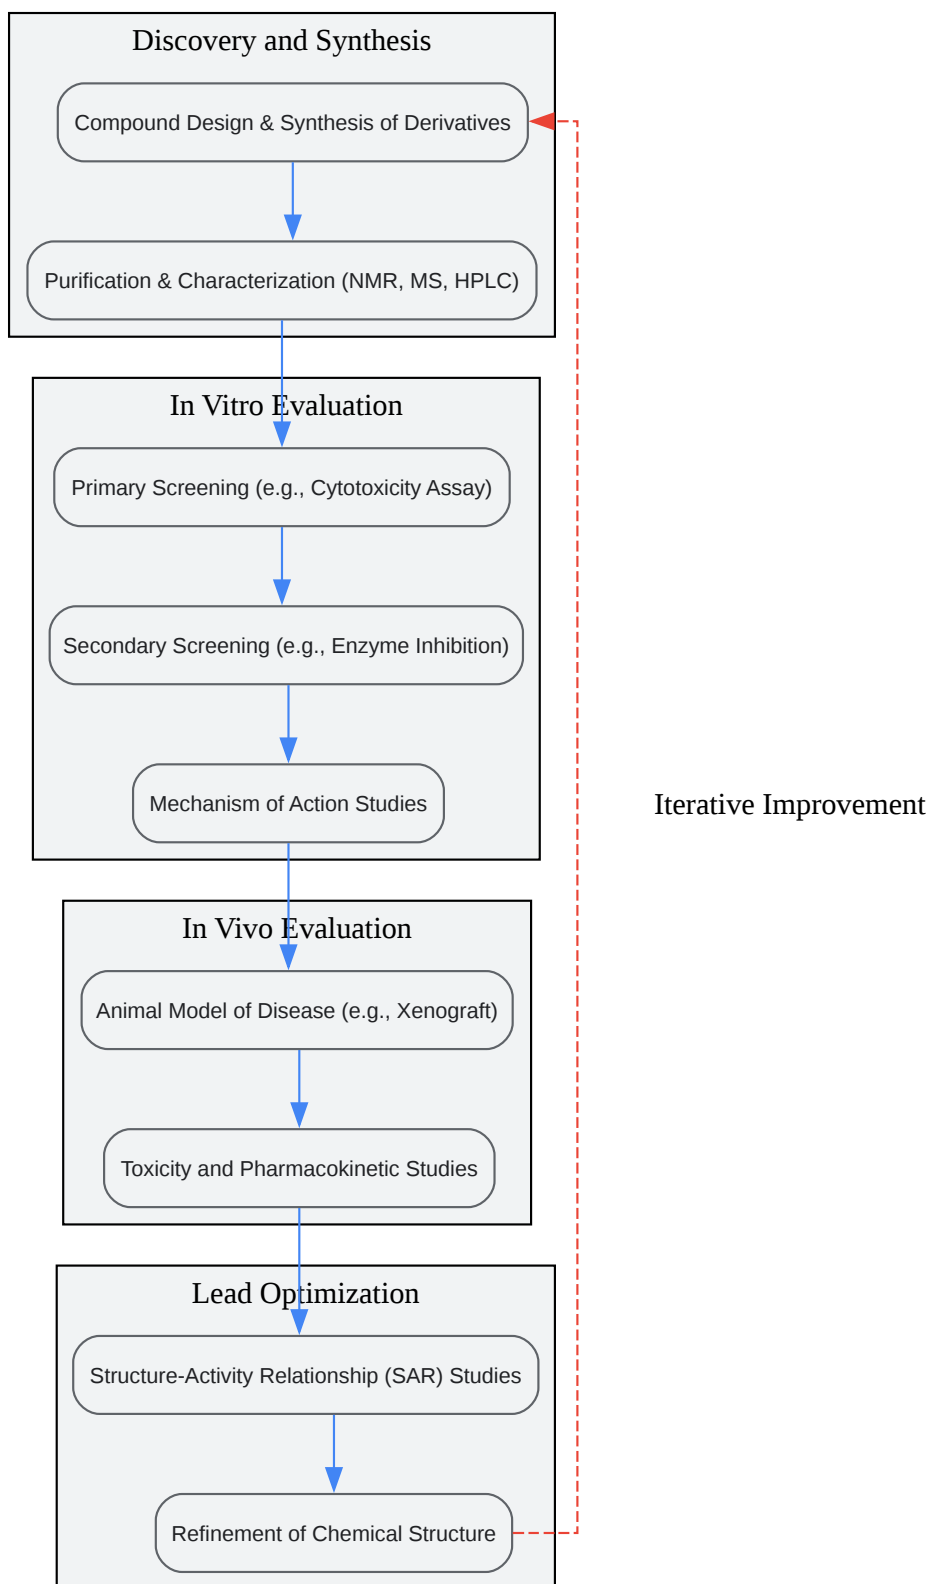 Discovery and Synthesis
Compound Design & Synthesis of Derivatives
Purification & Characterization (NMR, MS, HPLC)
In Vitro Evaluation
Primary Screening (e.g., Cytotoxicity Assay)
Secondary Screening (e.g., Enzyme Inhibition)
Mechanism of Action Studies
Iterative Improvement
In Vivo Evaluation
Animal Model of Disease (e.g., Xenograft)
Toxicity and Pharmacokinetic Studies
Lead Optimization
Structure-Activity Relationship (SAR) Studies
Refinement of Chemical Structure